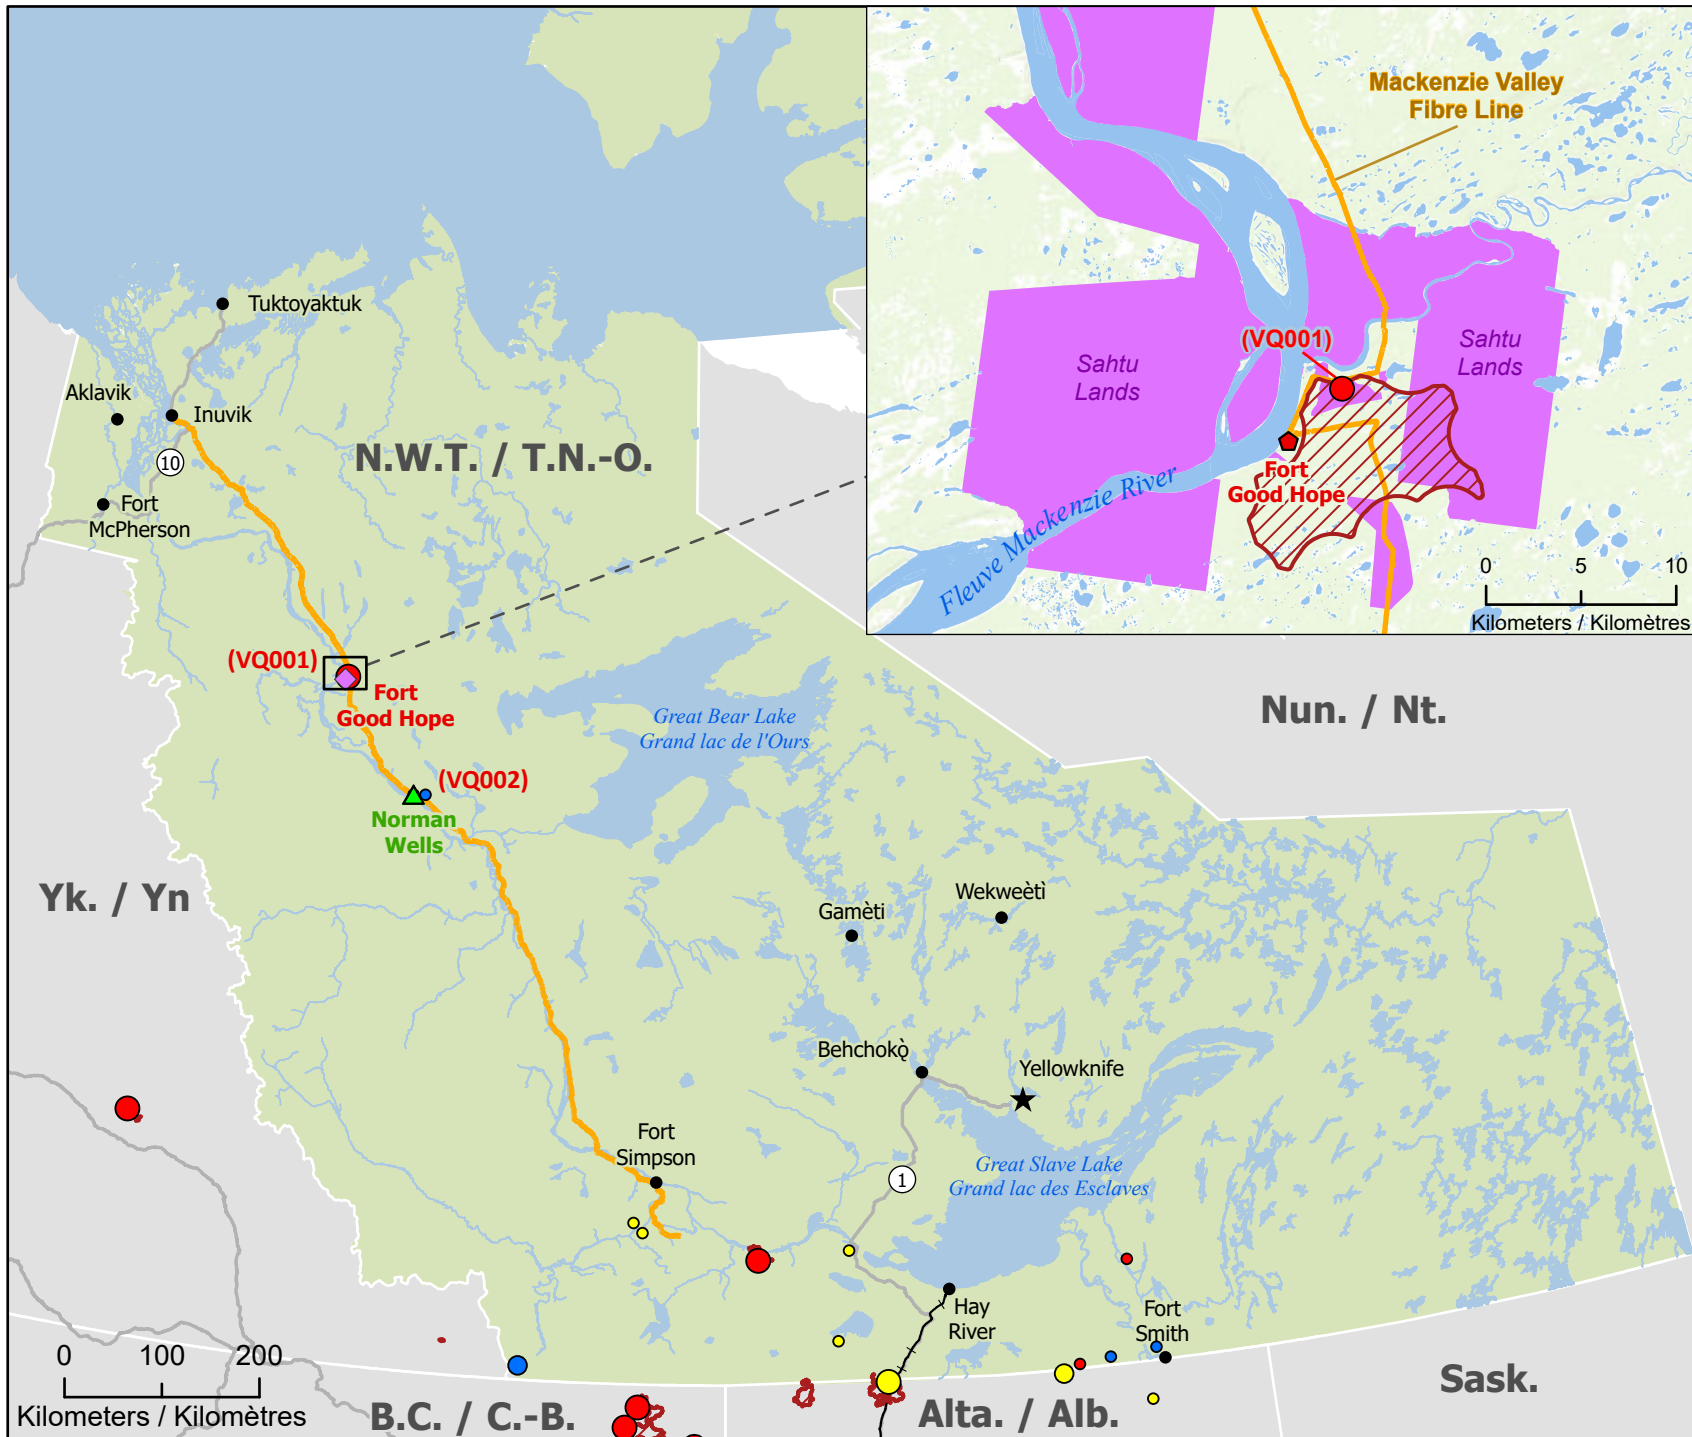 Mackenzie Valley
Fibre Line
(VQ001)
Sahtu
Lands
Sahtu
Lands
Fort
Good Hope
Fleuve Mackenzie River
0 5 10
Kilometers / Kilomètres
Tuktoyaktuk
Aklavik
Inuvik
10
N.W.T. / T.N.-O.
Fort
McPherson
(VQ001)
Fort
Good Hope
Great Bear Lake
Grand lac de l'Ours
Nun. / Nt.
(VQ002)
Norman
Wells
Yk. / Yn
Gamètì
Wekweètì
Behchokǫ̀
Yellowknife
Fort
Simpson
1
Great Slave Lake
Grand lac des Esclaves
Hay
River
Fort
Smith
0 100 200
Kilometers / Kilomètres
B.C. / C.-B.
Alta. / Alb.
Sask.